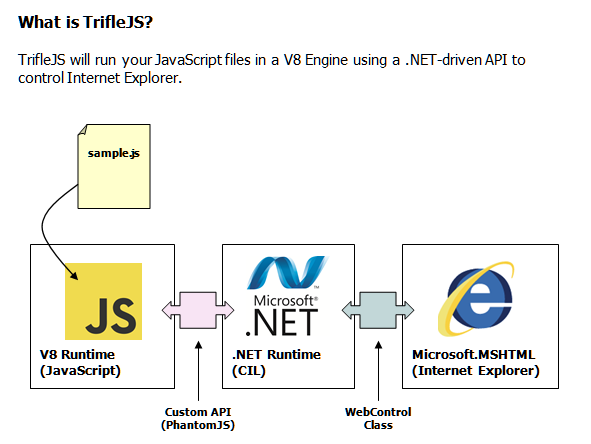 What is TrifleJS?
TrifleJS will run your JavaScript files in a V8 Engine using a .NET-driven API to
control Internet Explorer.
sample.js
JS
Microsoft®
.NET
V8 Runtime
(JavaScript)
.NET Runtime
(CIL)
Microsoft.MSHTML
(Internet Explorer)
Custom API
(PhantomJS)
WebControl
Class